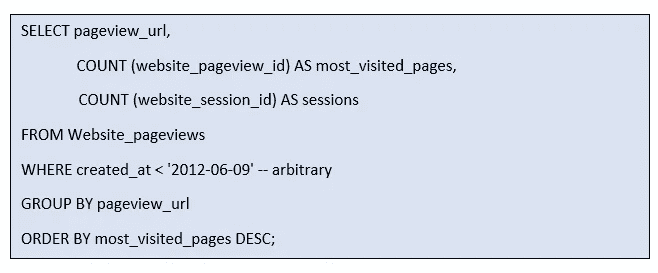 SELECT pageview_url,
COUNT (website_pageview_id) AS most_visited_pages,
COUNT (website_session_id) AS sessions
FROM Website_pageviews
WHERE created_at < '2012-06-09' -- arbitrary
GROUP BY pageview_url
ORDER BY most_visited_pages DESC;